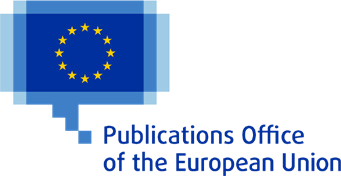 Publications Office
of the European Union